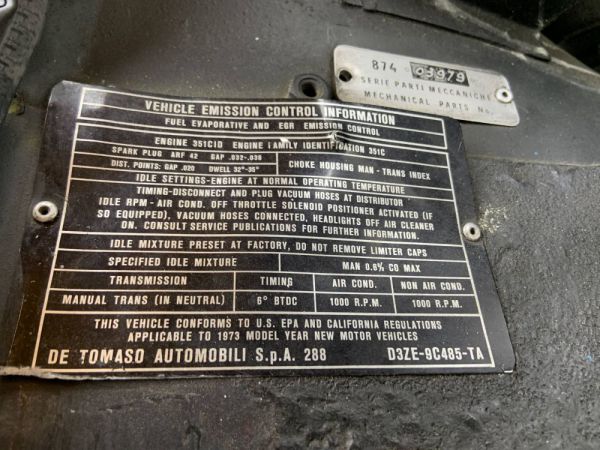 874 03979
SERIE PARTI MECCANICHE
MECHANICAL PARTS No.
VEHICLE EMISSION CONTROL INFORMATION
FUEL EVAPORATIVE AND EGR EMISSION CONTROL
ENGINE 351CID ENGINE FAMILY IDENTIFICATION 351C
SPARK PLUG ARF 42 GAP .032-.036
DIST. POINTS: GAP .020 DWELL 32°-35°
CHOKE HOUSING MAN - TRANS INDEX
IDLE SETTINGS-ENGINE AT NORMAL OPERATING TEMPERATURE
TIMING-DISCONNECT AND PLUG VACUUM HOSES AT DISTRIBUTOR
IDLE RPM - AIR COND. OFF THROTTLE SOLENOID POSITIONER ACTIVATED (IF
SO EQUIPPED), VACUUM HOSES CONNECTED, HEADLIGHTS OFF AIR CLEANER
ON. CONSULT SERVICE PUBLICATIONS FOR FURTHER INFORMATION.
IDLE MIXTURE PRESET AT FACTORY, DO NOT REMOVE LIMITER CAPS
SPECIFIED IDLE MIXTURE MAN 0.8% CO MAX
TRANSMISSION TIMING AIR COND. NON AIR COND.
MANUAL TRANS (IN NEUTRAL) 6° BTDC 1000 R.P.M. 1000 R.P.M.
THIS VEHICLE CONFORMS TO U.S. EPA AND CALIFORNIA REGULATIONS
APPLICABLE TO 1973 MODEL YEAR NEW MOTOR VEHICLES
DE TOMASO AUTOMOBILI S.p.A. 288 D3ZE-9C485-TA